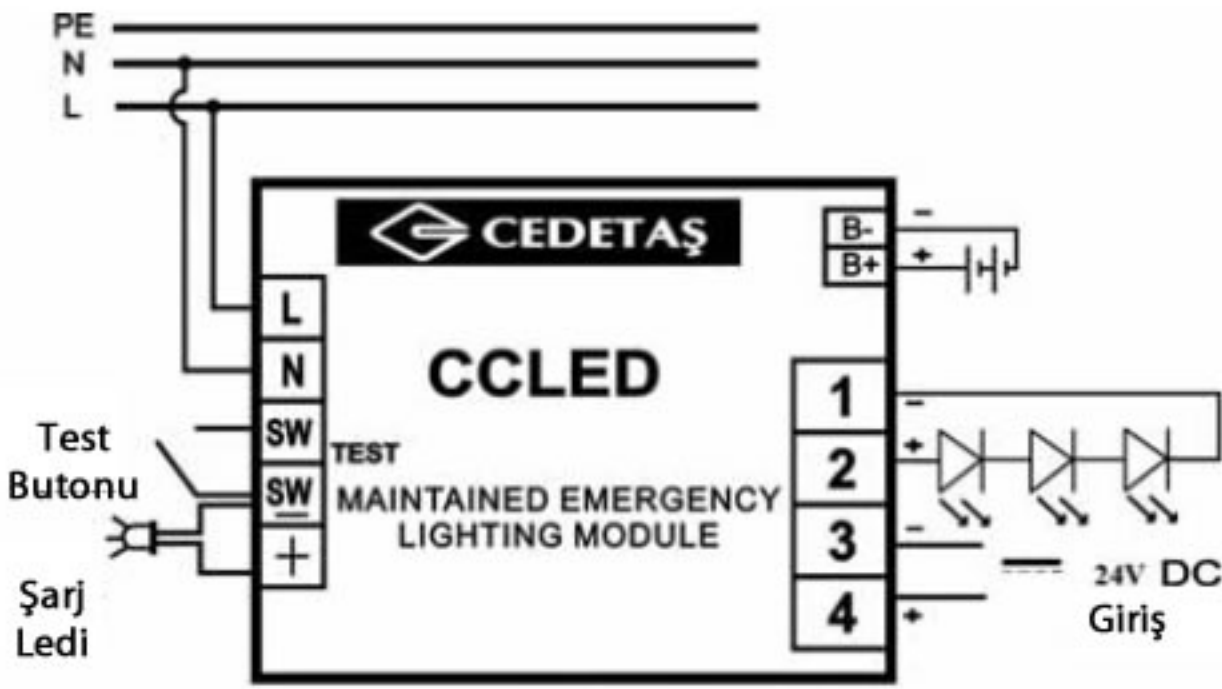 PE
N
L
CEDETAŞ
B-
B+
-
+
L
N
SW
SW
-
+
TEST
CCLED
MAINTAINED EMERGENCY
LIGHTING MODULE
Test
Butonu
Şarj
Ledi
1
2
3
4
-
+
-
+
24V DC
Giriş